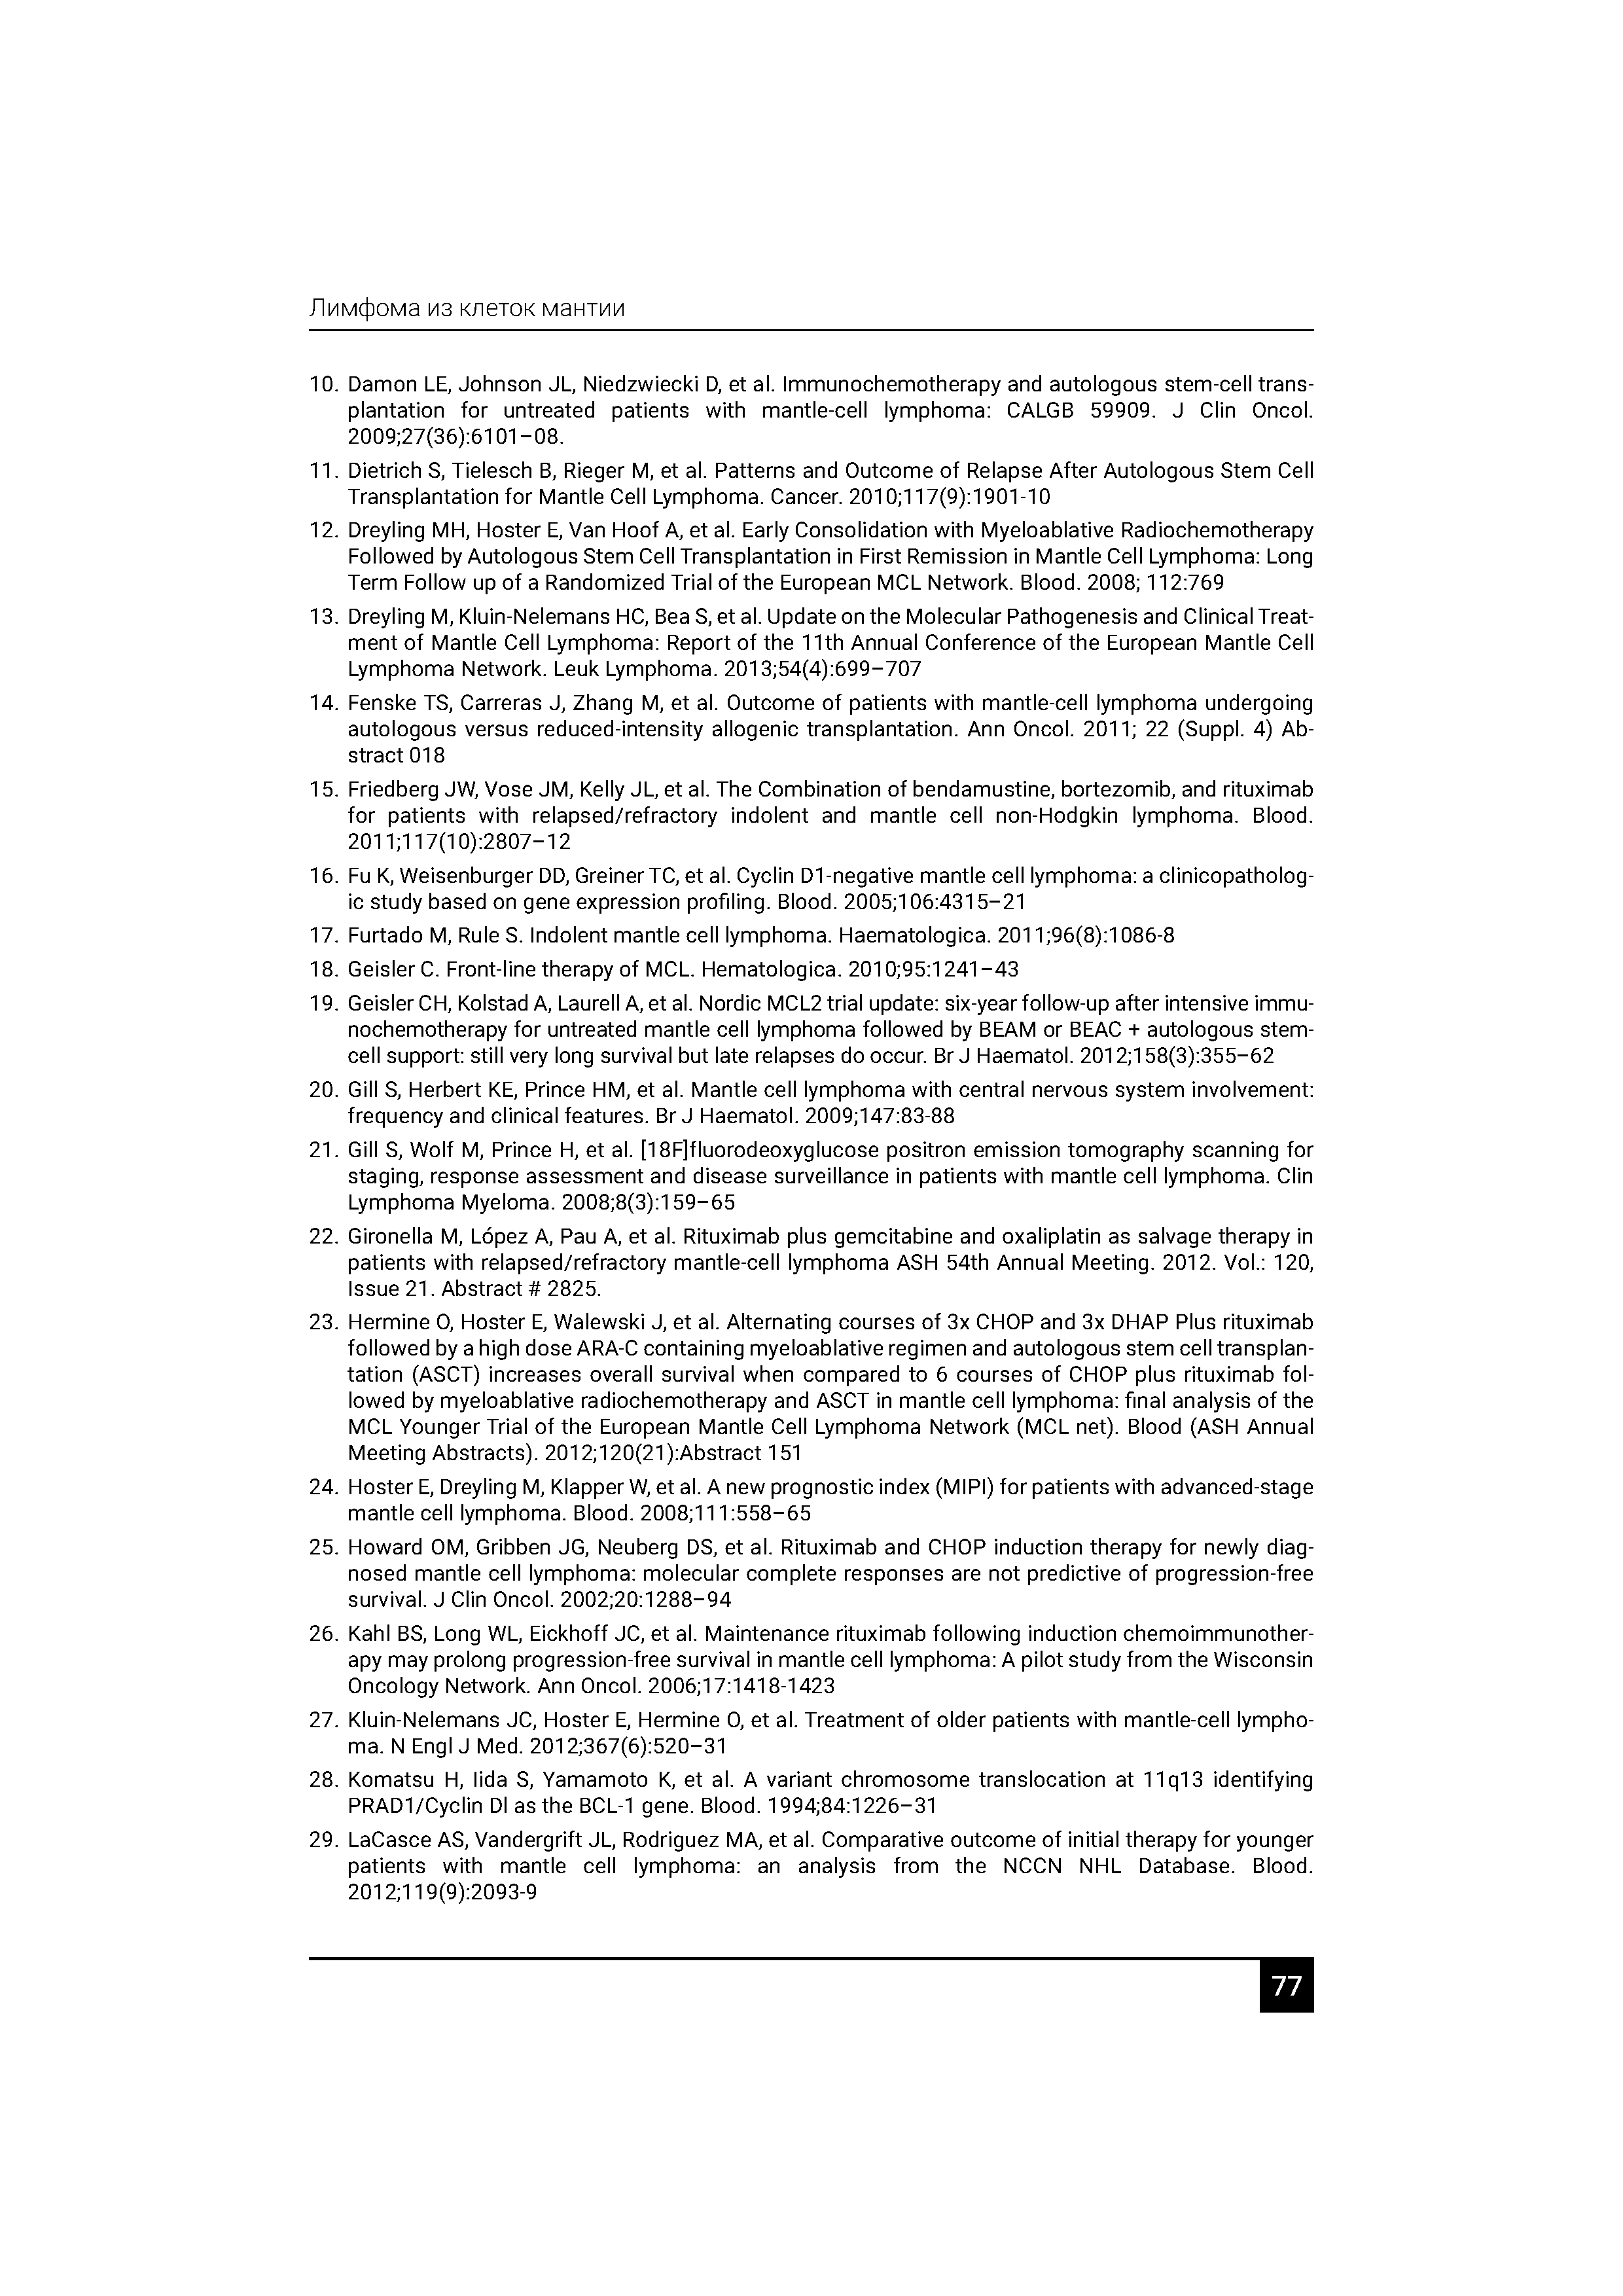 Лимфома из клеток мантии
10. Damon LE, Johnson JL, Niedzwiecki D, et al. Immunochemotherapy and autologous stem-cell trans-
plantation for untreated patients with mantle-cell lymphoma: CALGB 59909. J Clin Oncol.
2009;27(36):6101–08.
11. Dietrich S, Tielesch B, Rieger M, et al. Patterns and Outcome of Relapse After Autologous Stem Cell
Transplantation for Mantle Cell Lymphoma. Cancer. 2010;117(9):1901-10
12. Dreyling MH, Hoster E, Van Hoof A, et al. Early Consolidation with Myeloablative Radiochemotherapy
Followed by Autologous Stem Cell Transplantation in First Remission in Mantle Cell Lymphoma: Long
Term Follow up of a Randomized Trial of the European MCL Network. Blood. 2008; 112:769
13. Dreyling M, Kluin-Nelemans HC, Bea S, et al. Update on the Molecular Pathogenesis and Clinical Treat-
ment of Mantle Cell Lymphoma: Report of the 11th Annual Conference of the European Mantle Cell
Lymphoma Network. Leuk Lymphoma. 2013;54(4):699–707
14. Fenske TS, Carreras J, Zhang M, et al. Outcome of patients with mantle-cell lymphoma undergoing
autologous versus reduced-intensity allogenic transplantation. Ann Oncol. 2011; 22 (Suppl. 4) Ab-
stract 018
15. Friedberg JW, Vose JM, Kelly JL, et al. The Combination of bendamustine, bortezomib, and rituximab
for patients with relapsed/refractory indolent and mantle cell non-Hodgkin lymphoma. Blood.
2011;117(10):2807–12
16. Fu K, Weisenburger DD, Greiner TC, et al. Cyclin D1-negative mantle cell lymphoma: a clinicopatholog-
ic study based on gene expression profiling. Blood. 2005;106:4315–21
17. Furtado M, Rule S. Indolent mantle cell lymphoma. Haematologica. 2011;96(8):1086-8
18. Geisler C. Front-line therapy of MCL. Hematologica. 2010;95:1241–43
19. Geisler CH, Kolstad A, Laurell A, et al. Nordic MCL2 trial update: six-year follow-up after intensive immu-
nochemotherapy for untreated mantle cell lymphoma followed by BEAM or BEAC + autologous stem-
cell support: still very long survival but late relapses do occur. Br J Haematol. 2012;158(3):355–62
20. Gill S, Herbert KE, Prince HM, et al. Mantle cell lymphoma with central nervous system involvement:
frequency and clinical features. Br J Haematol. 2009;147:83-88
21. Gill S, Wolf M, Prince H, et al. [18F]fluorodeoxyglucose positron emission tomography scanning for
staging, response assessment and disease surveillance in patients with mantle cell lymphoma. Clin
Lymphoma Myeloma. 2008;8(3):159–65
22. Gironella M, López A, Pau A, et al. Rituximab plus gemcitabine and oxaliplatin as salvage therapy in
patients with relapsed/refractory mantle-cell lymphoma ASH 54th Annual Meeting. 2012. Vol.: 120,
Issue 21. Abstract # 2825.
23. Hermine O, Hoster E, Walewski J, et al. Alternating courses of 3x CHOP and 3x DHAP Plus rituximab
followed by a high dose ARA-C containing myeloablative regimen and autologous stem cell transplan-
tation (ASCT) increases overall survival when compared to 6 courses of CHOP plus rituximab fol-
lowed by myeloablative radiochemotherapy and ASCT in mantle cell lymphoma: final analysis of the
MCL Younger Trial of the European Mantle Cell Lymphoma Network (MCL net). Blood (ASH Annual
Meeting Abstracts). 2012;120(21):Abstract 151
24. Hoster E, Dreyling M, Klapper W, et al. A new prognostic index (MIPI) for patients with advanced-stage
mantle cell lymphoma. Blood. 2008;111:558–65
25. Howard OM, Gribben JG, Neuberg DS, et al. Rituximab and CHOP induction therapy for newly diag-
nosed mantle cell lymphoma: molecular complete responses are not predictive of progression-free
survival. J Clin Oncol. 2002;20:1288–94
26. Kahl BS, Long WL, Eickhoff JC, et al. Maintenance rituximab following induction chemoimmunother-
apy may prolong progression-free survival in mantle cell lymphoma: A pilot study from the Wisconsin
Oncology Network. Ann Oncol. 2006;17:1418-1423
27. Kluin-Nelemans JC, Hoster E, Hermine O, et al. Treatment of older patients with mantle-cell lympho-
ma. N Engl J Med. 2012;367(6):520–31
28. Komatsu H, Iida S, Yamamoto K, et al. A variant chromosome translocation at 11q13 identifying
PRAD1/Cyclin Dl as the BCL-1 gene. Blood. 1994;84:1226–31
29. LaCasce AS, Vandergrift JL, Rodriguez MA, et al. Comparative outcome of initial therapy for younger
patients with mantle cell lymphoma: an analysis from the NCCN NHL Database. Blood.
2012;119(9):2093-9
77